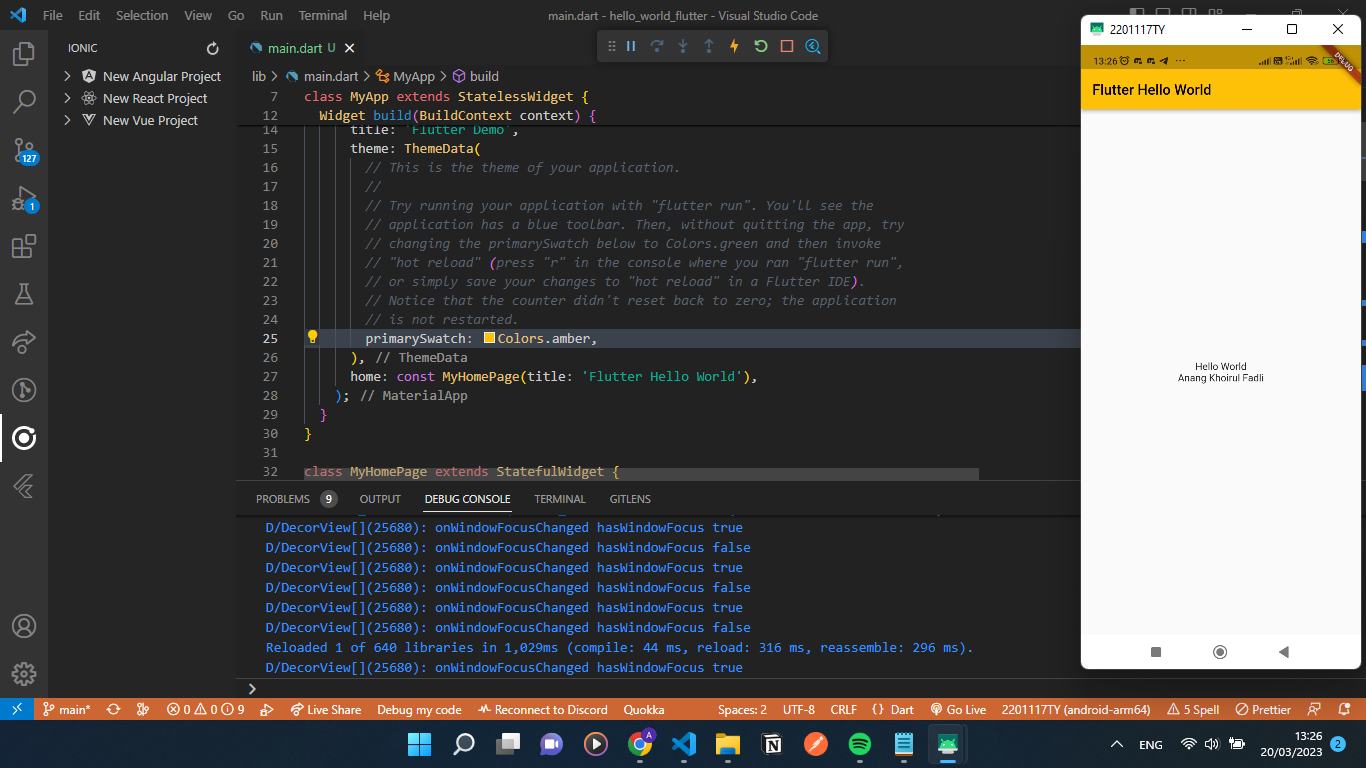 File Edit Selection View Go Run Terminal Help
main.dart - hello_world_flutter - Visual Studio Code
IONIC
New Angular Project
New React Project
New Vue Project
127
1
main.dart U
lib > main.dart > MyApp > build
7 class MyApp extends StatelessWidget {
12 Widget build(BuildContext context) {
14 title: 'Flutter Demo',
15 theme: ThemeData(
16 // This is the theme of your application.
17 //
18 // Try running your application with "flutter run". You'll see the
19 // application has a blue toolbar. Then, without quitting the app, try
20 // changing the primarySwatch below to Colors.green and then invoke
21 // "hot reload" (press "r" in the console where you ran "flutter run",
22 // or simply save your changes to "hot reload" in a Flutter IDE).
23 // Notice that the counter didn't reset back to zero; the application
24 // is not restarted.
25 primarySwatch: Colors.amber,
26 ), // ThemeData
27 home: const MyHomePage(title: 'Flutter Hello World'),
28 ); // MaterialApp
29 }
30 }
31
32 class MyHomePage extends StatefulWidget {
PROBLEMS 9 OUTPUT DEBUG CONSOLE TERMINAL GITLENS
D/DecorView[](25680): onWindowFocusChanged hasWindowFocus true
D/DecorView[](25680): onWindowFocusChanged hasWindowFocus false
D/DecorView[](25680): onWindowFocusChanged hasWindowFocus true
D/DecorView[](25680): onWindowFocusChanged hasWindowFocus false
D/DecorView[](25680): onWindowFocusChanged hasWindowFocus true
D/DecorView[](25680): onWindowFocusChanged hasWindowFocus false
Reloaded 1 of 640 libraries in 1,029ms (compile: 44 ms, reload: 316 ms, reassemble: 296 ms).
D/DecorView[](25680): onWindowFocusChanged hasWindowFocus true
2201117TY
13:26
DEBUG
Flutter Hello World
Hello World
Anang Khoirul Fadli
main* 0 0 9 Live Share Debug my code Reconnect to Discord Quokka Spaces: 2 UTF-8 CRLF {} Dart Go Live 2201117TY (android-arm64) 5 Spell Prettier
A
ENG
13:26
20/03/2023
2